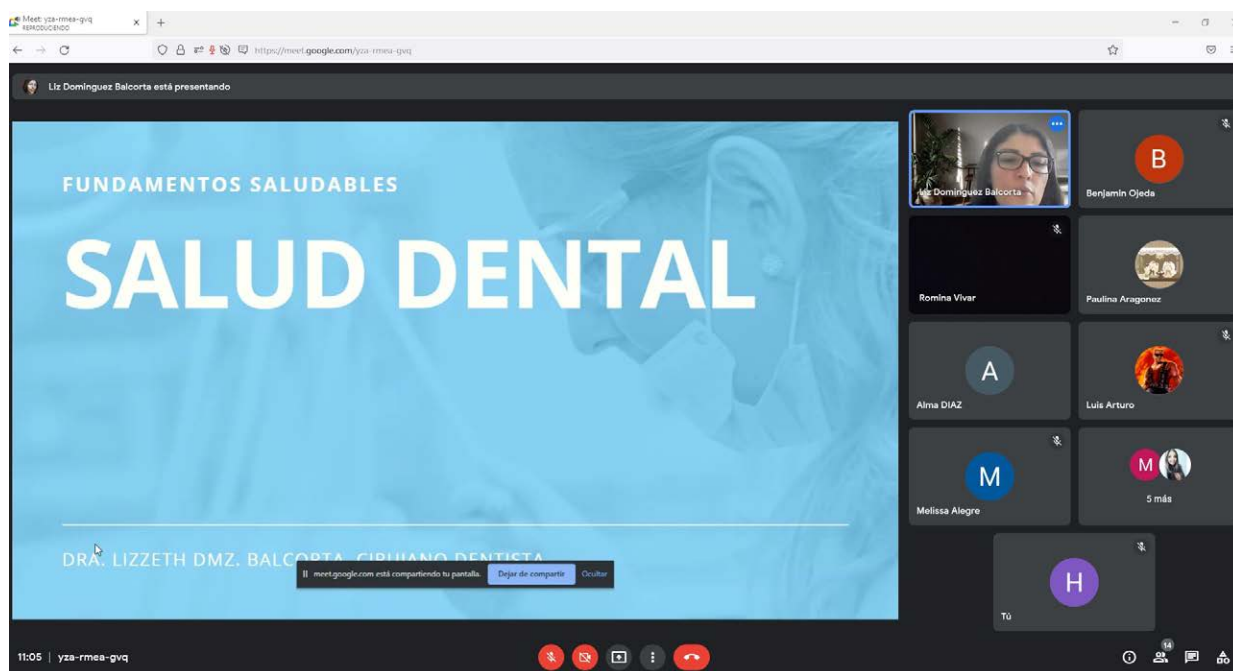 Meet: yza-rmea-gvq
REPRODUCIENDO
https://meet.google.com/yza-rmea-gvq
Liz Dominguez Balcorta está presentando
FUNDAMENTOS SALUDABLES
SALUD DENTAL
DRA. LIZZETH DMZ. BALCORTA, CIRUJANO DENTISTA
meet.google.com está compartiendo tu pantalla.
Dejar de compartir
Ocultar
Liz Dominguez Balcorta
B
Benjamin Ojeda
Romina Vivar
Paulina Aragonez
A
Alma DIAZ
Luis Arturo
M
Melissa Alegre
M
5 más
H
Tú
11:05 | yza-rmea-gvq
14